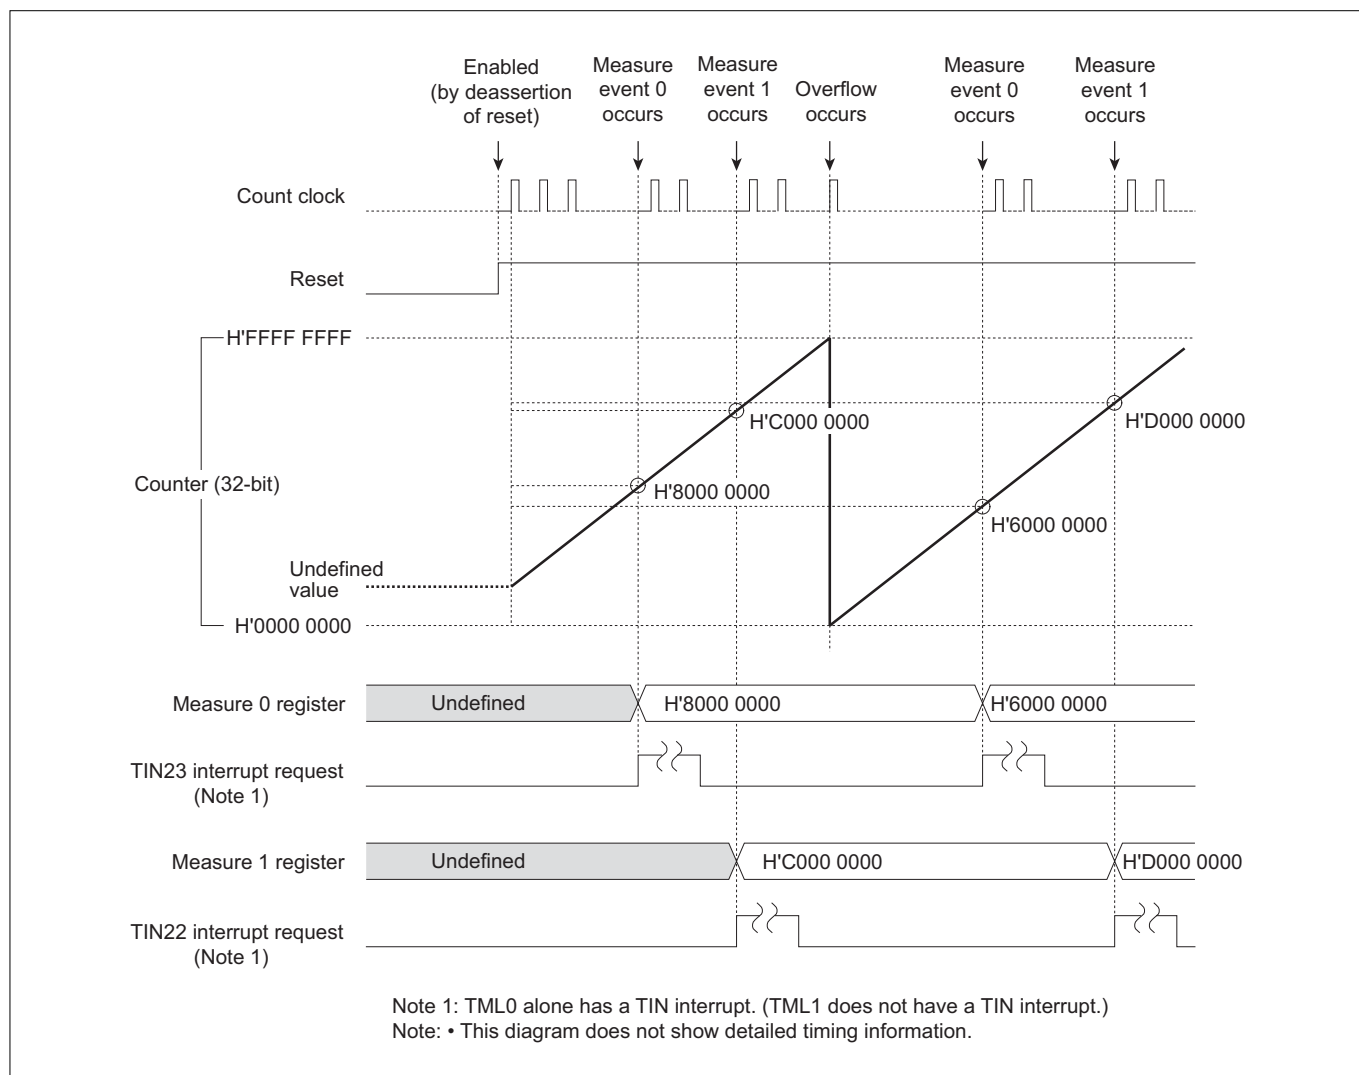 Enabled
(by deassertion
of reset)
Measure
event 0
occurs
Measure
event 1
occurs
Overflow
occurs
Measure
event 0
occurs
Measure
event 1
occurs
Count clock
Reset
H'FFFF FFFF
H'C000 0000
H'D000 0000
Counter (32-bit)
H'8000 0000
H'6000 0000
Undefined
value
H'0000 0000
Measure 0 register
Undefined
H'8000 0000
H'6000 0000
TIN23 interrupt request
(Note 1)
Measure 1 register
Undefined
H'C000 0000
H'D000 0000
TIN22 interrupt request
(Note 1)
Note 1: TML0 alone has a TIN interrupt. (TML1 does not have a TIN interrupt.)
Note: • This diagram does not show detailed timing information.